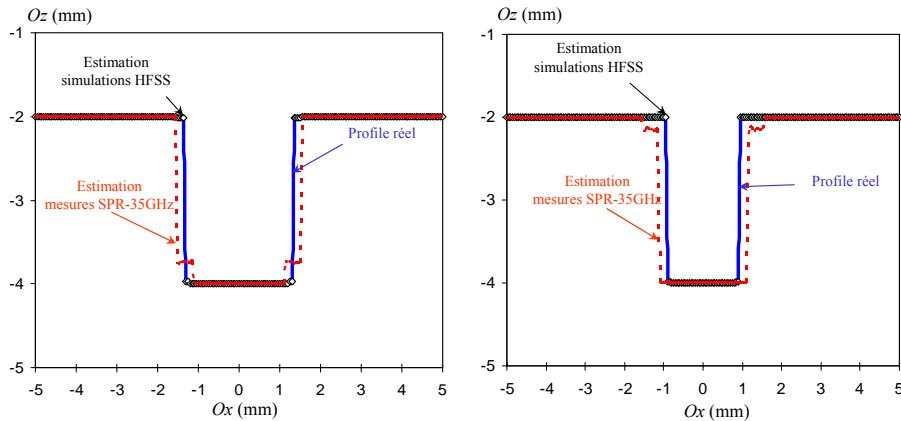 Oz (mm)
-1
-2
-3
-4
-5
-5 -4 -3 -2 -1 0 1 2 3 4 5
Ox (mm)
Estimation
simulations HFSS
Profile réel
Estimation
mesures SPR-35GHz
Oz (mm)
-1
-2
-3
-4
-5
-5 -4 -3 -2 -1 0 1 2 3 4 5
Ox (mm)
Estimation
simulations HFSS
Profile réel
Estimation
mesures SPR-35GHz